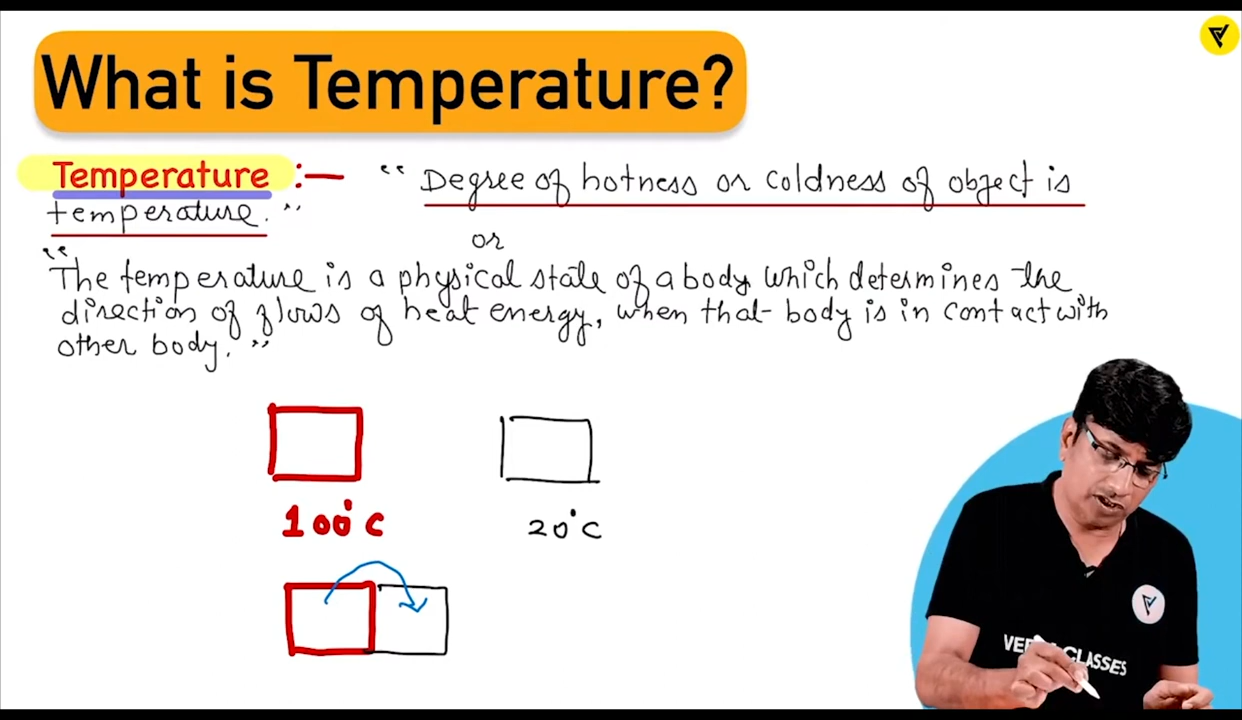 What is Temperature?
Temperature :— “ Degree of hotness or coldness of object is
temperature. ”
or
“ The temperature is a physical state of a body which determines the
direction of flows of heat energy, when that body is in contact with
other body. ”
100°C
20°C
CLASSES